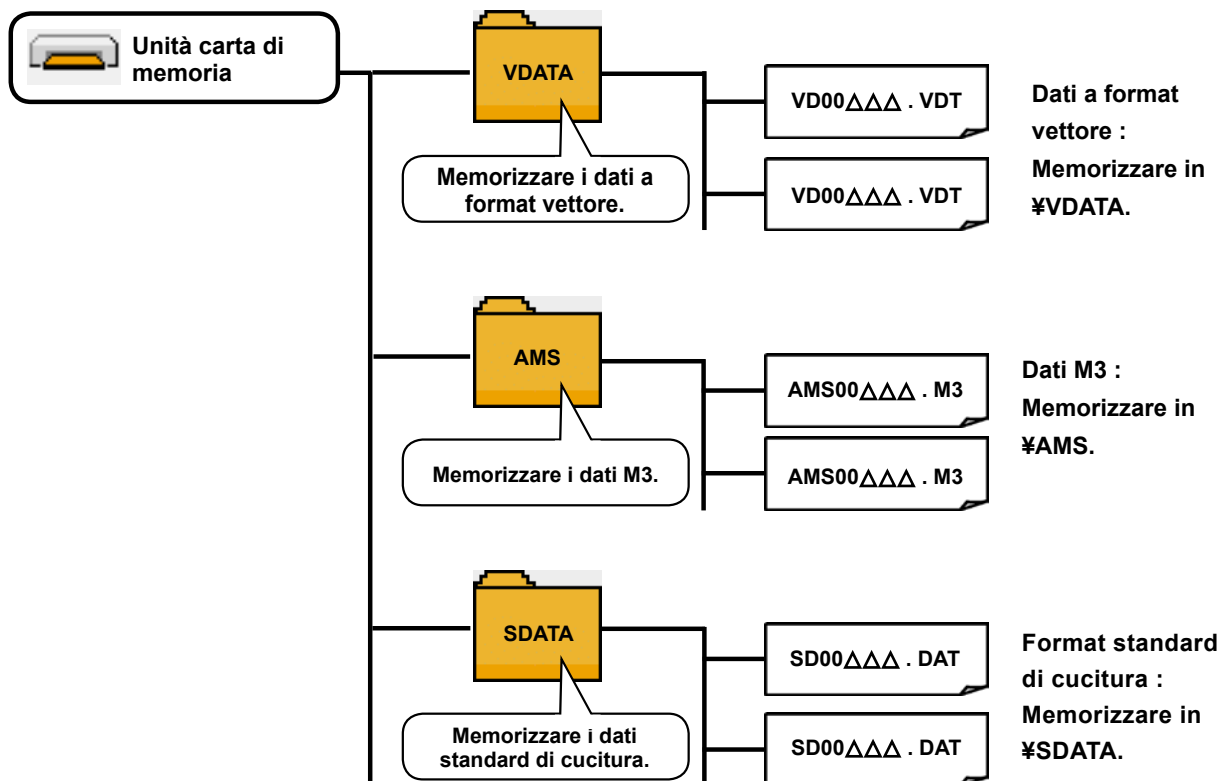 Unità carta di
memoria
VDATA
Memorizzare i dati a
format vettore.
VD00△△△ . VDT
VD00△△△ . VDT
Dati a format
vettore :
Memorizzare in
¥VDATA.
AMS
Memorizzare i dati M3.
AMS00△△△ . M3
AMS00△△△ . M3
Dati M3 :
Memorizzare in
¥AMS.
SDATA
Memorizzare i dati
standard di cucitura.
SD00△△△ . DAT
SD00△△△ . DAT
Format standard
di cucitura :
Memorizzare in
¥SDATA.